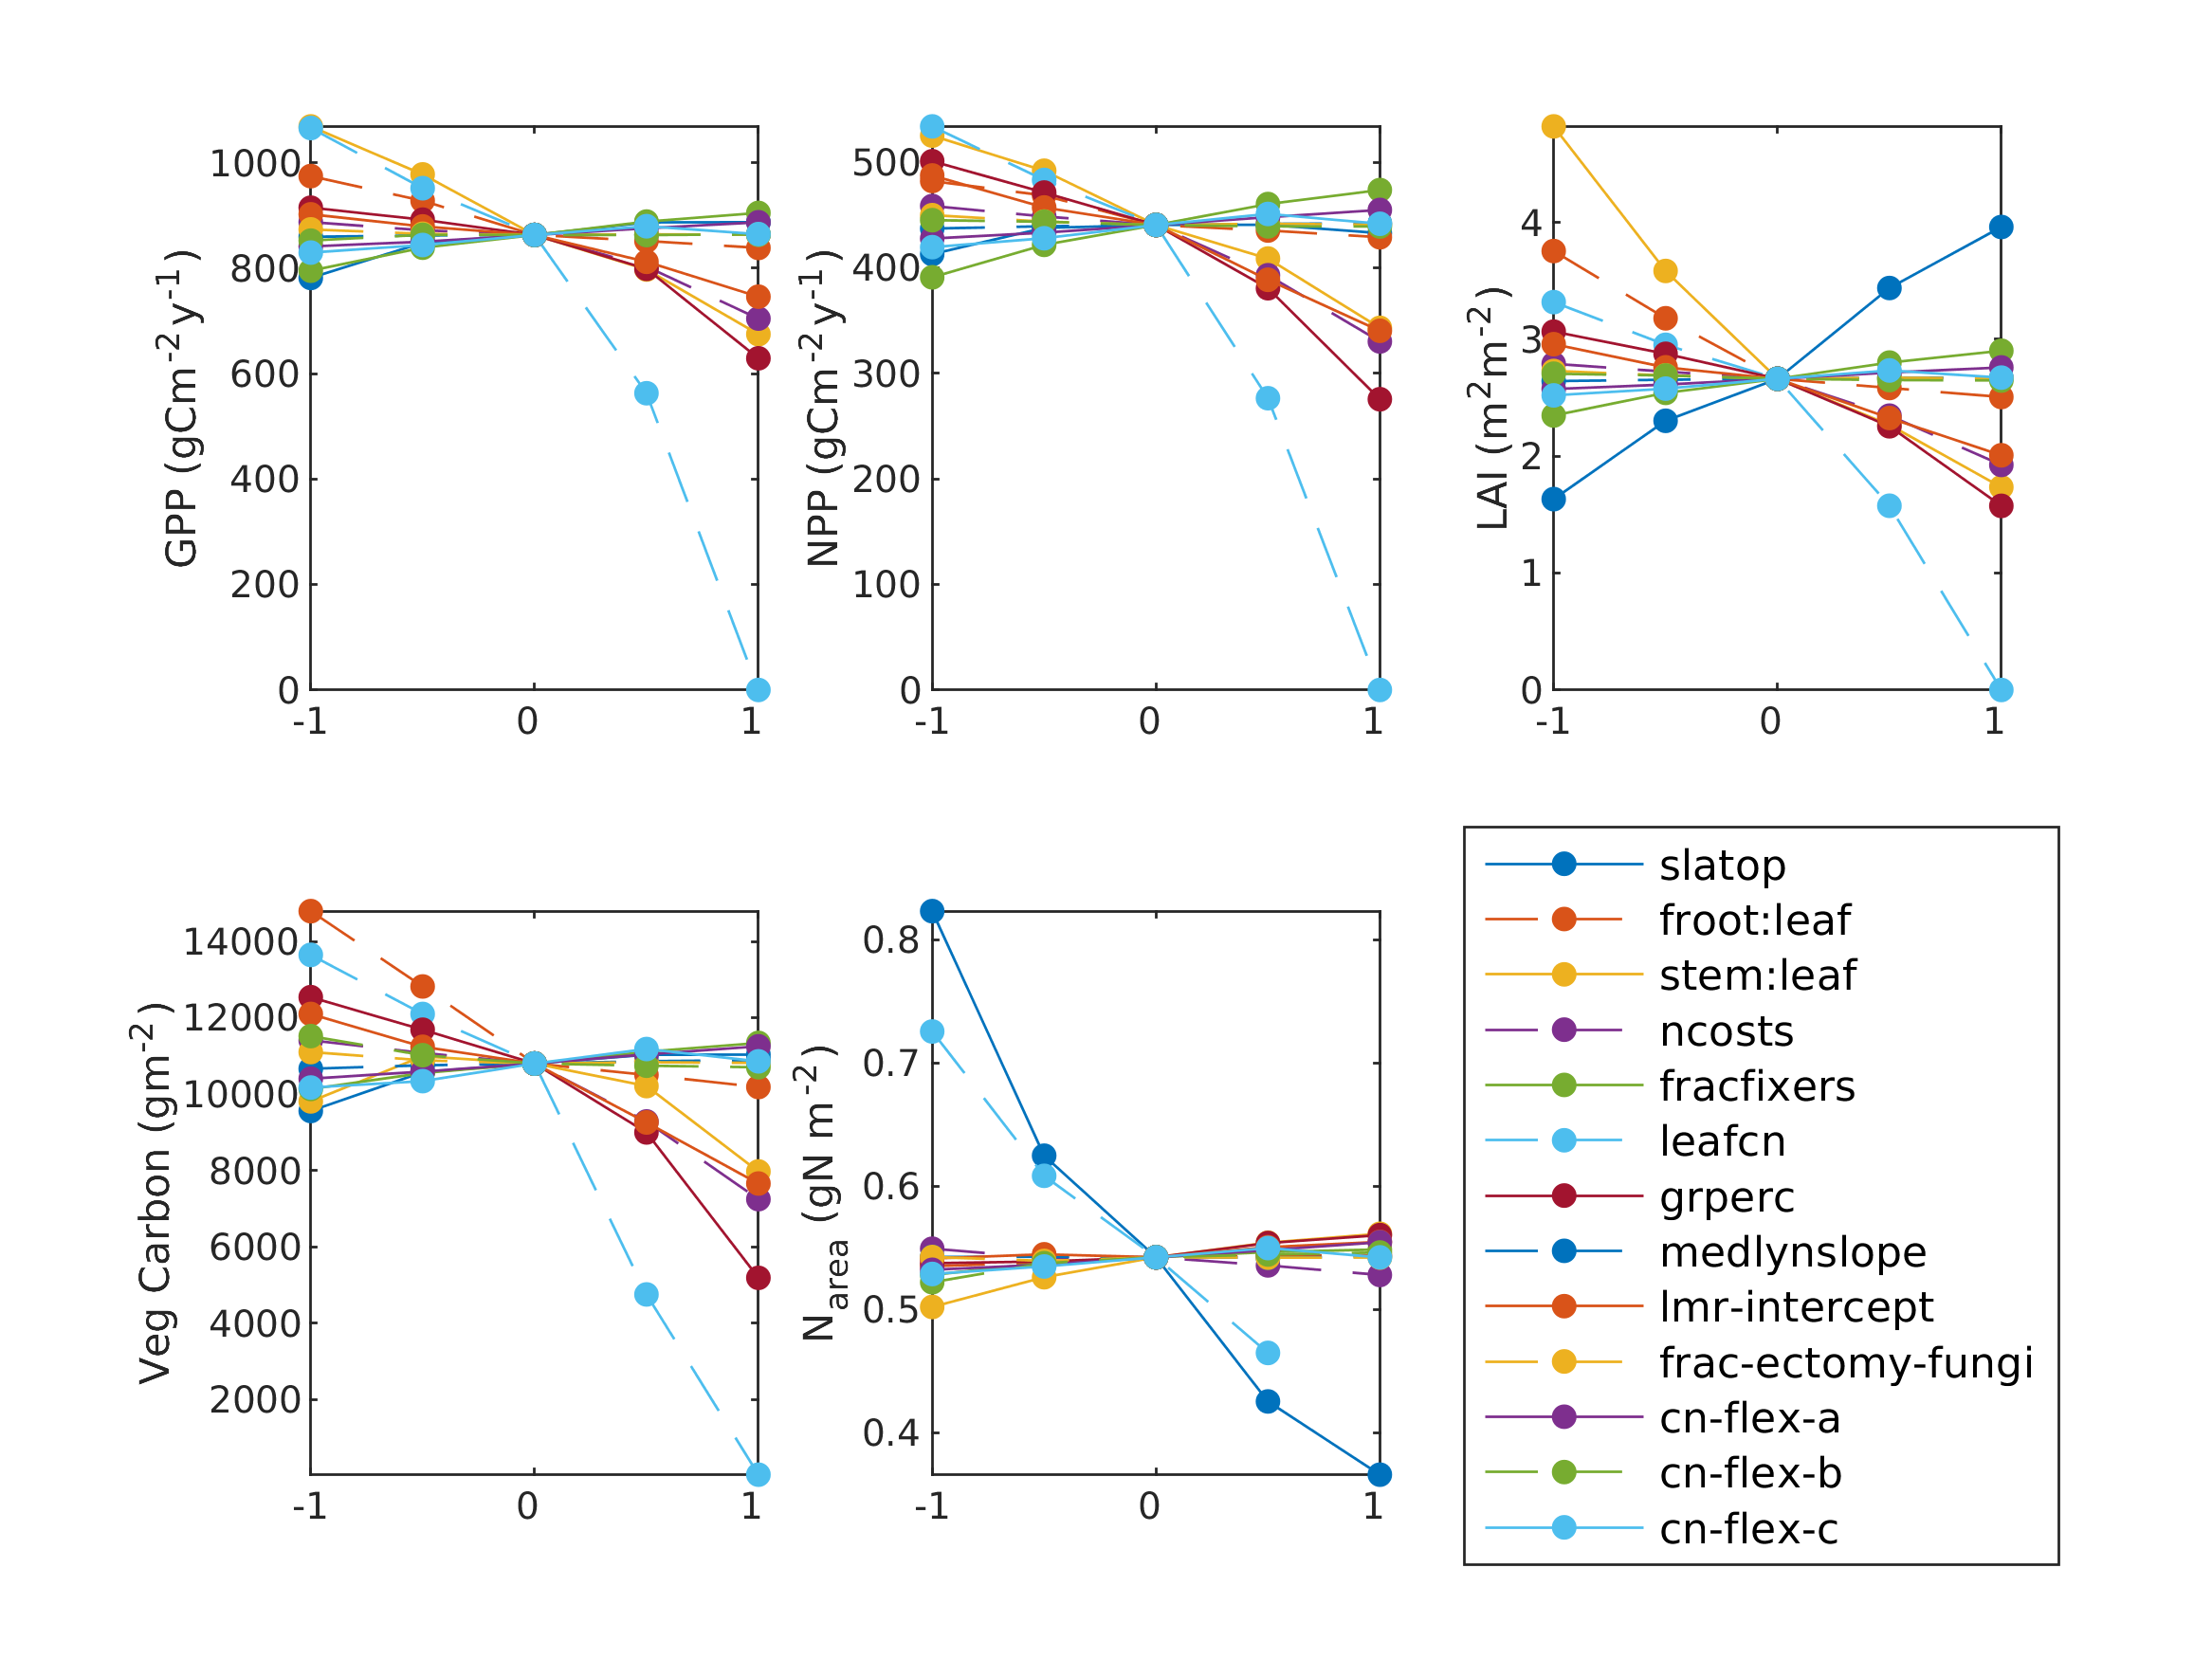 GPP (gCm-2y-1)
1000
800
600
400
200
0
-1 0 1
NPP (gCm-2y-1)
500
400
300
200
100
0
-1 0 1
LAI (m2m-2)
4
3
2
1
0
-1 0 1
Veg Carbon (gm-2)
14000
12000
10000
8000
6000
4000
2000
-1 0 1
Narea (gN m-2)
0.8
0.7
0.6
0.5
0.4
-1 0 1
slatop
froot:leaf
stem:leaf
ncosts
fracfixers
leafcn
grperc
medlynslope
lmr-intercept
frac-ectomy-fungi
cn-flex-a
cn-flex-b
cn-flex-c